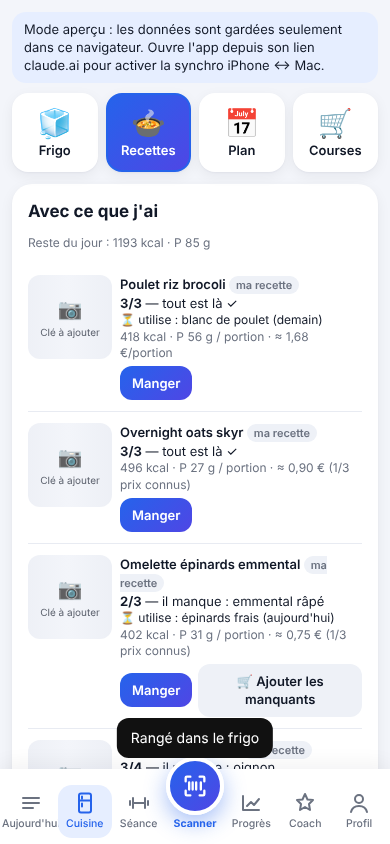 Mode aperçu : les données sont gardées seulement
dans ce navigateur. Ouvre l'app depuis son lien
claude.ai pour activer la synchro iPhone ↔ Mac.
Frigo
Recettes
Plan
Courses
Avec ce que j'ai
Reste du jour : 1193 kcal · P 85 g
Clé à ajouter
Poulet riz brocoli ma recette
3/3 — tout est là ✓
⏳ utilise : blanc de poulet (demain)
418 kcal · P 56 g / portion · ≈ 1,68
€/portion
Manger
Clé à ajouter
Overnight oats skyr ma recette
3/3 — tout est là ✓
496 kcal · P 27 g / portion · ≈ 0,90 € (1/3
prix connus)
Manger
Clé à ajouter
Omelette épinards emmental ma
recette
2/3 — il manque : emmental râpé
⏳ utilise : épinards frais (aujourd'hui)
402 kcal · P 31 g / portion · ≈ 0,75 € (1/3
prix connus)
Manger
🛒 Ajouter les
manquants
Rangé dans le frigo
3/4 — : oignon
Aujourd'hu
Cuisine
Séance
Scanner
Progrès
Coach
Profil